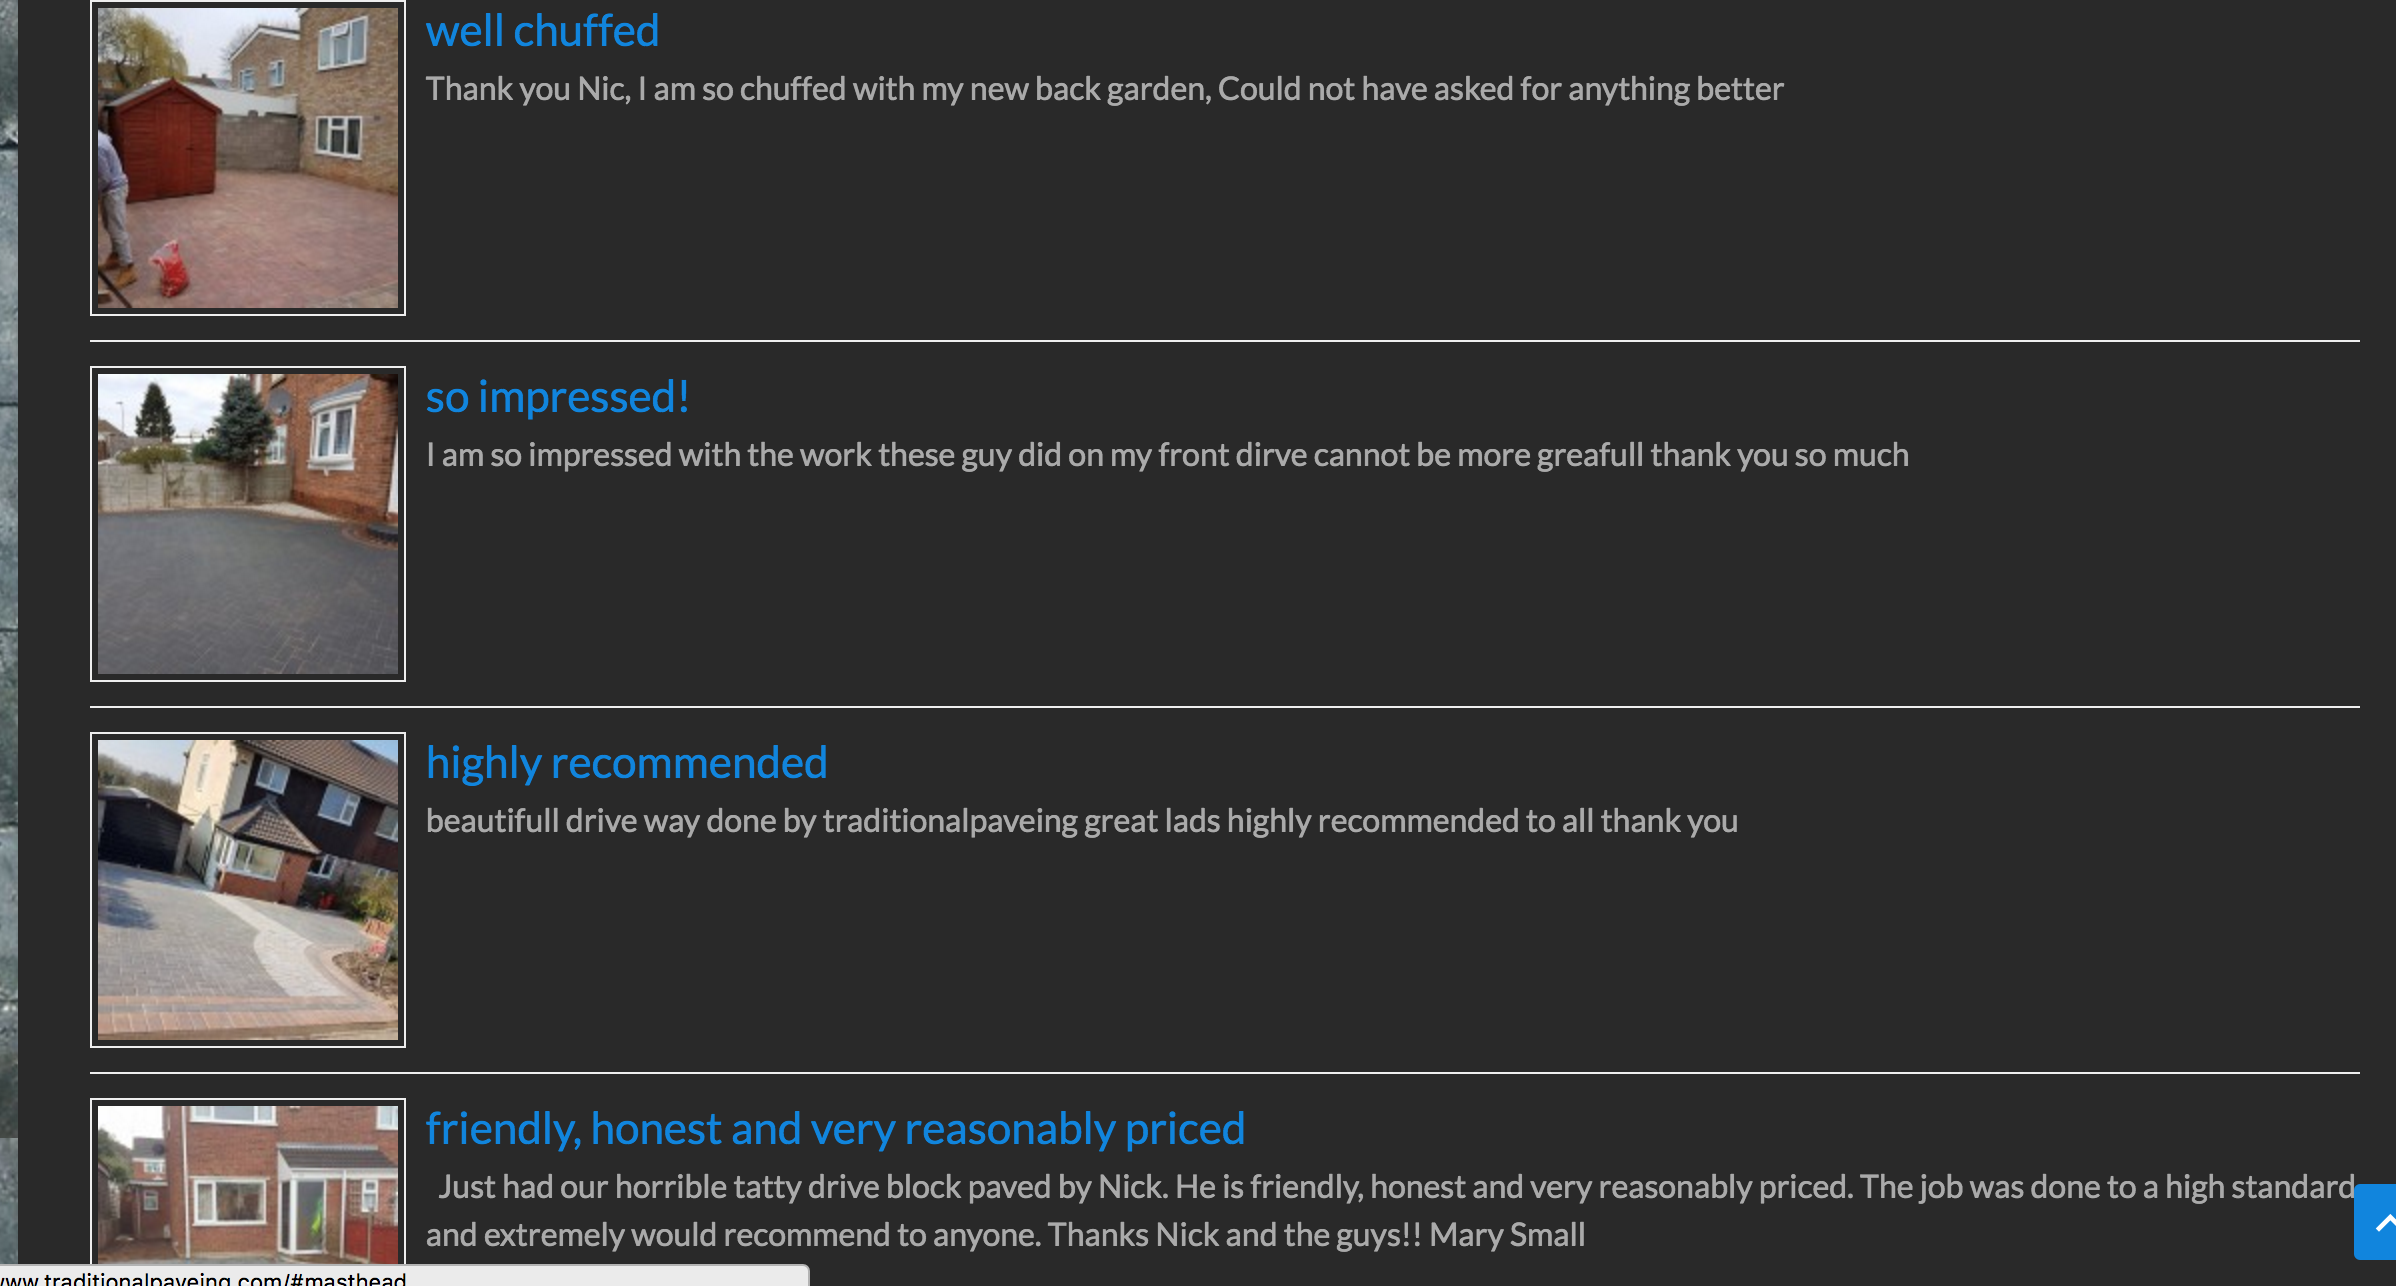 well chuffed
Thank you Nic, I am so chuffed with my new back garden, Could not have asked for anything better
so impressed!
I am so impressed with the work these guy did on my front dirve cannot be more greafull thank you so much
highly recommended
beautifull drive way done by traditionalpaveing great lads highly recommended to all thank you
friendly, honest and very reasonably priced
Just had our horrible tatty drive block paved by Nick. He is friendly, honest and very reasonably priced. The job was done to a high standard
and extremely would recommend to anyone. Thanks Nick and the guys!! Mary Small
www.traditionalpaveing.com/#masthead